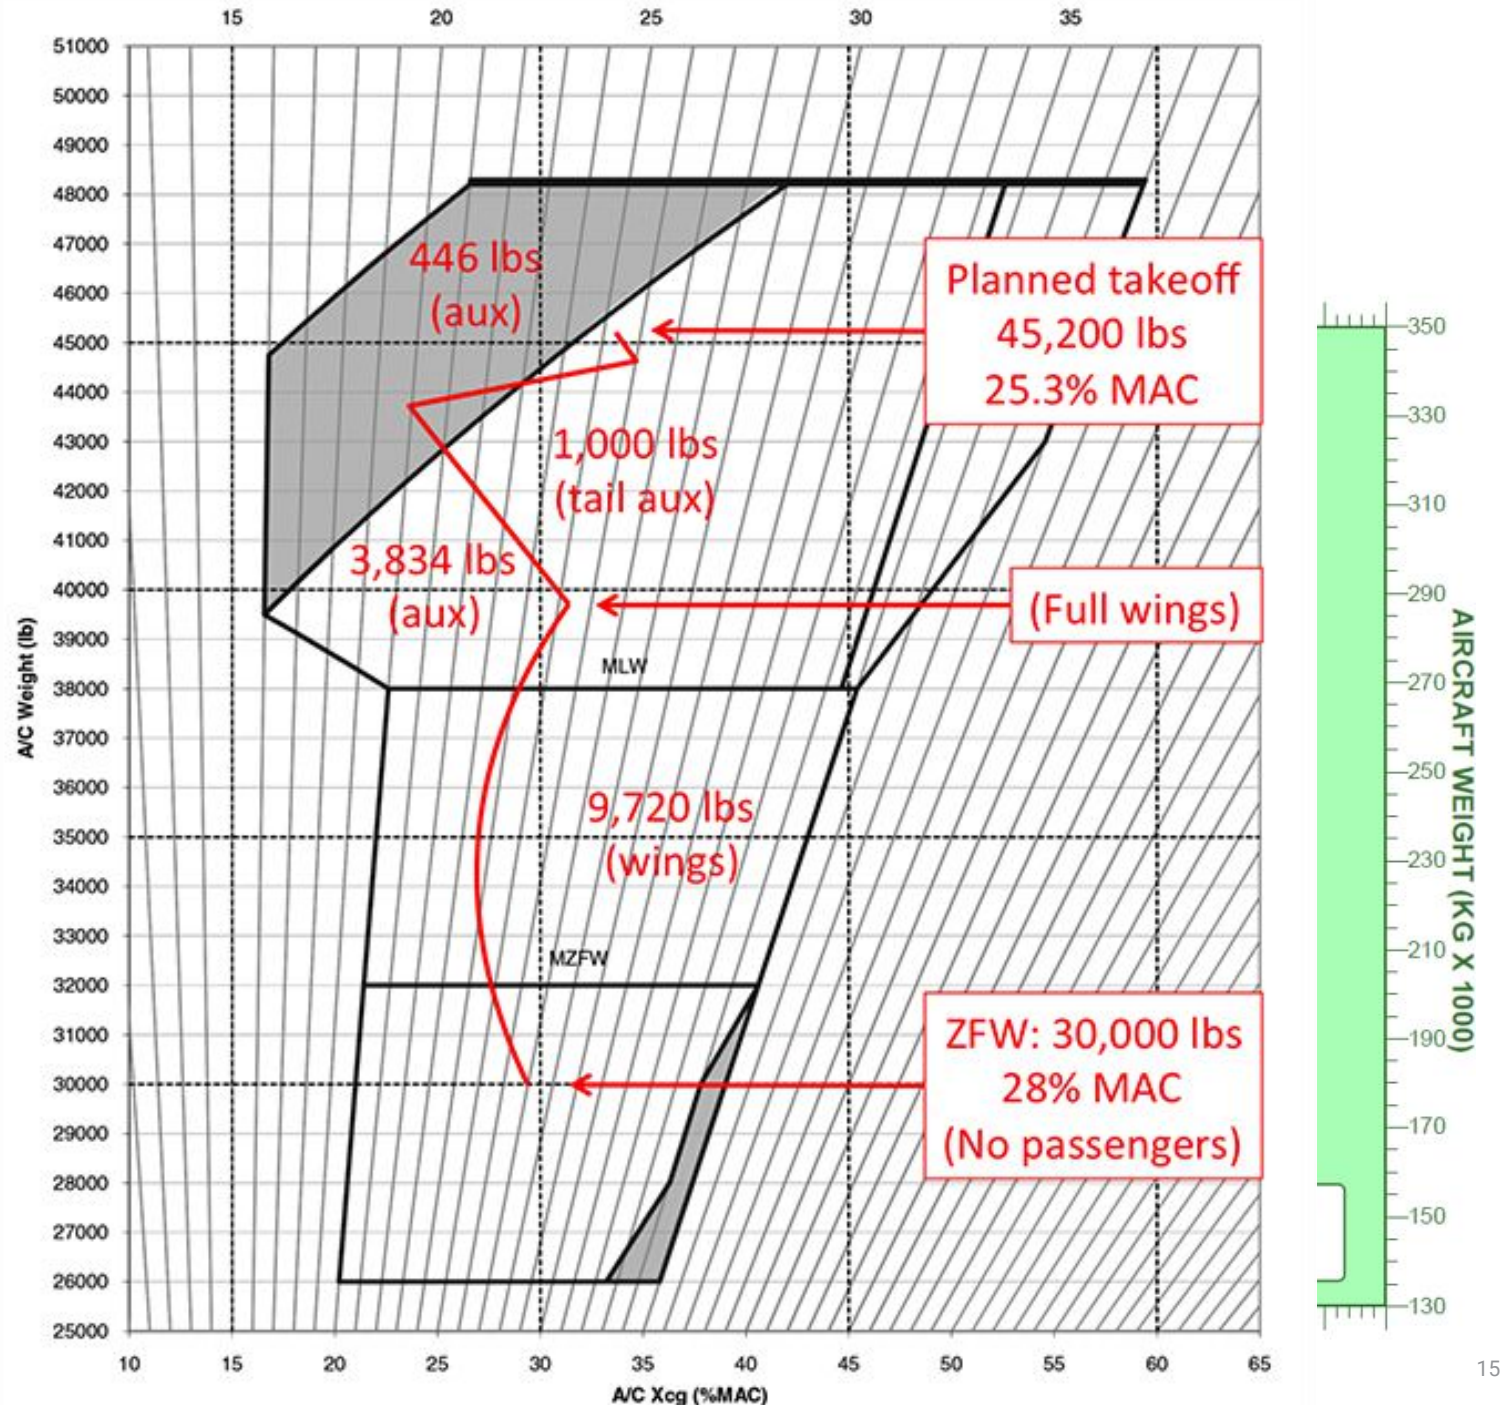 15 20 25 30 35
51000
50000
49000
48000
47000
46000
45000
44000
43000
42000
41000
40000
39000
38000
37000
36000
35000
34000
33000
32000
31000
30000
29000
28000
27000
26000
25000
A/C Weight (lb)
10 15 20 25 30 35 40 45 50 55 60 65
A/C Xcg (%MAC)
446 lbs
(aux)
Planned takeoff
45,200 lbs
25.3% MAC
1,000 lbs
(tail aux)
3,834 lbs
(aux)
(Full wings)
MLW
9,720 lbs
(wings)
MZFW
ZFW: 30,000 lbs
28% MAC
(No passengers)
350
330
310
290
270
250
230
210
190
170
150
130
AIRCRAFT WEIGHT (KG X 1000)
15